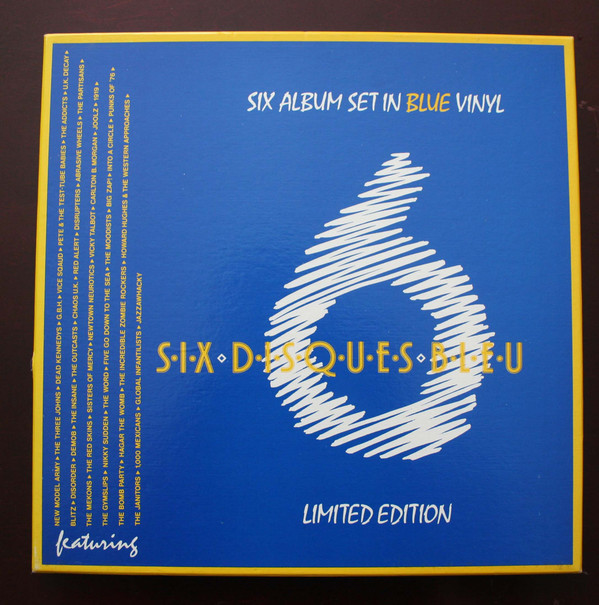 SIX ALBUM SET IN BLUE VINYL
S·I·X◇D·I·S·Q·U·E·S◇B·L·E·U
LIMITED EDITION
NEW MODEL ARMY ▸ THE THREE JOHNS ▸ DEAD KENNEDYS ▸ G.B.H. ▸ VICE SQAUD ▸ PETE & THE TEST-TUBE BABIES ▸ THE ADDICTS ▸ U.K. DECAY ▸
BLITZ ▸ DISORDER ▸ DEMOB ▸ THE INSANE ▸ THE OUTCASTS ▸ CHAOS U.K. ▸ RED ALERT ▸ DISRUPTERS ▸ ABRASIVE WHEELS ▸ THE PARTISANS ▸
THE MEKONS ▸ THE RED SKINS ▸ SISTERS OF MERCY ▸ NEWTOWN NEUROTICS ▸ VICKY TALBOT ▸ CARLTON B. MORGAN ▸ JOOLZ ▸ 1919 ▸
THE GYMSLIPS ▸ NIKKY SUDDEN ▸ THE WORD ▸ FIVE GO DOWN TO THE SEA ▸ THE MOODISTS ▸ BIG ZAP! ▸ INTO A CIRCLE ▸ PUNKS OF '76 ▸
THE BOMB PARTY ▸ HAGAR THE WOMB ▸ THE INCREDIBLE ZOMBIE ROCKERS ▸ HOWARD HUGHES & THE WESTERN APPROACHES ▸
THE JANITORS ▸ 1,000 MEXICANS ▸ GLOBAL INFANTILISTS ▸ JAZZAWHACKY
featuring